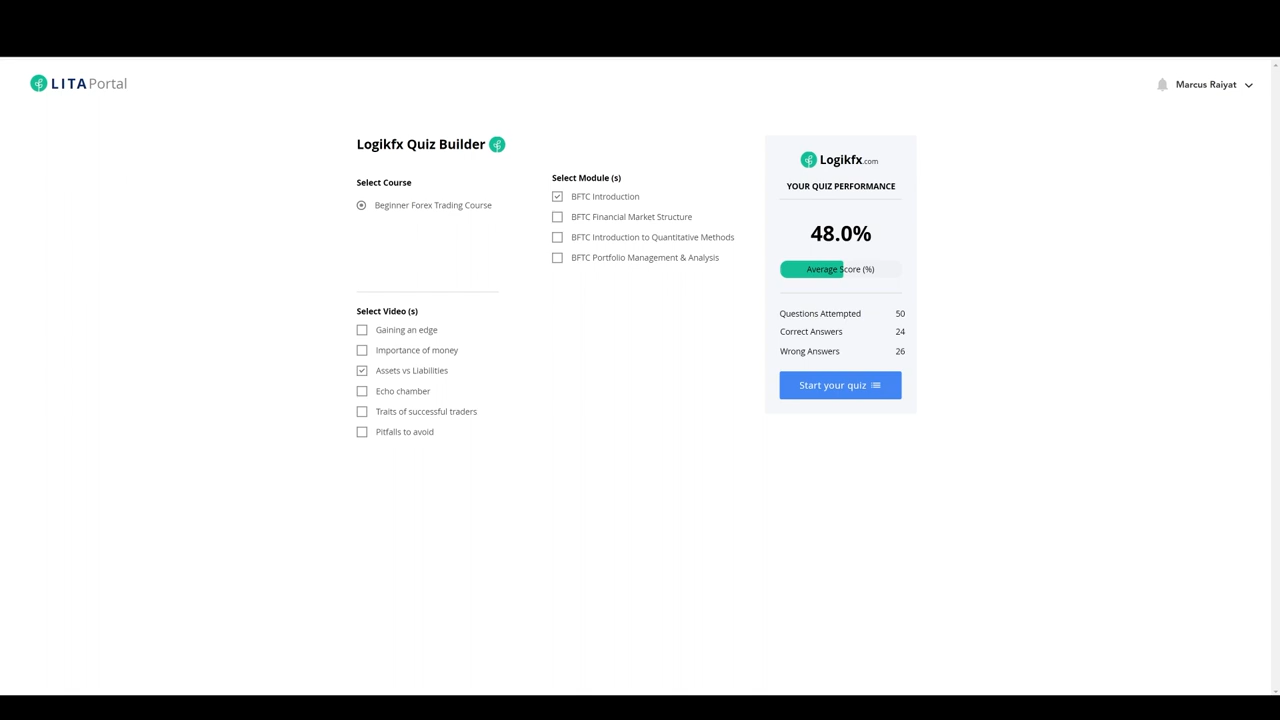 LITA Portal
Marcus Raiyat
Logikfx Quiz Builder
Select Course
Beginner Forex Trading Course
Select Module (s)
BFTC Introduction
BFTC Financial Market Structure
BFTC Introduction to Quantitative Methods
BFTC Portfolio Management & Analysis
Select Video (s)
Gaining an edge
Importance of money
Assets vs Liabilities
Echo chamber
Traits of successful traders
Pitfalls to avoid
Logikfx.com
YOUR QUIZ PERFORMANCE
48.0%
Average Score (%)
Questions Attempted 50
Correct Answers 24
Wrong Answers 26
Start your quiz